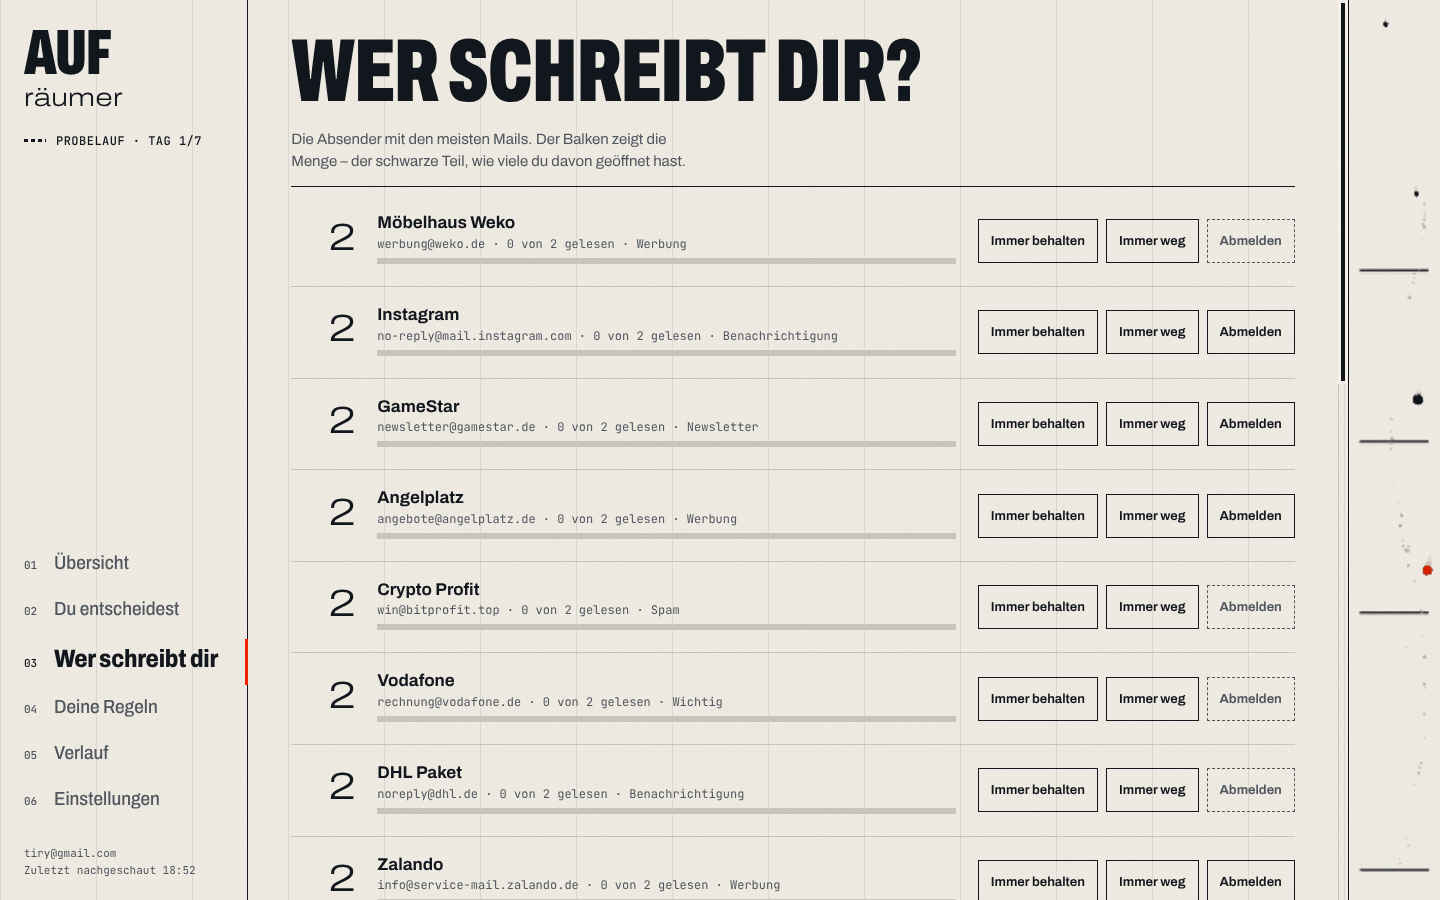 AUF
räumer
PROBELAUF · TAG 1/7
01 Übersicht
02 Du entscheidest
03 Wer schreibt dir
04 Deine Regeln
05 Verlauf
06 Einstellungen
tiry@gmail.com
Zuletzt nachgeschaut 18:52
WER SCHREIBT DIR?
Die Absender mit den meisten Mails. Der Balken zeigt die
Menge – der schwarze Teil, wie viele du davon geöffnet hast.
2
Möbelhaus Weko
werbung@weko.de · 0 von 2 gelesen · Werbung
Immer behalten Immer weg Abmelden
2
Instagram
no-reply@mail.instagram.com · 0 von 2 gelesen · Benachrichtigung
Immer behalten Immer weg Abmelden
2
GameStar
newsletter@gamestar.de · 0 von 2 gelesen · Newsletter
Immer behalten Immer weg Abmelden
2
Angelplatz
angebote@angelplatz.de · 0 von 2 gelesen · Werbung
Immer behalten Immer weg Abmelden
2
Crypto Profit
win@bitprofit.top · 0 von 2 gelesen · Spam
Immer behalten Immer weg Abmelden
2
Vodafone
rechnung@vodafone.de · 0 von 2 gelesen · Wichtig
Immer behalten Immer weg Abmelden
2
DHL Paket
noreply@dhl.de · 0 von 2 gelesen · Benachrichtigung
Immer behalten Immer weg Abmelden
2
Zalando
info@service-mail.zalando.de · 0 von 2 gelesen · Werbung
Immer behalten Immer weg Abmelden